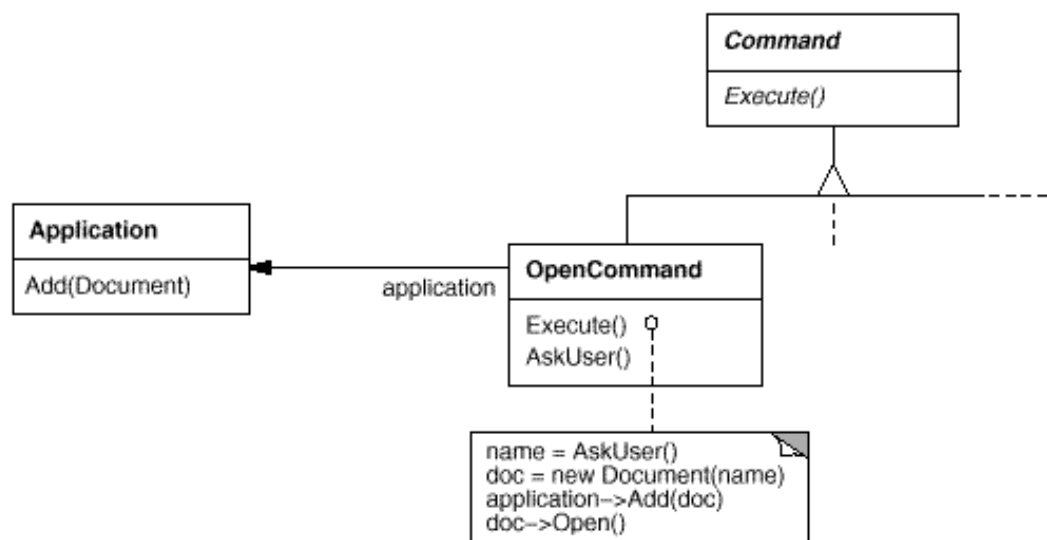 Command
Execute()
Application
Add(Document)
application
OpenCommand
Execute()
AskUser()
name = AskUser()
doc = new Document(name)
application->Add(doc)
doc->Open()